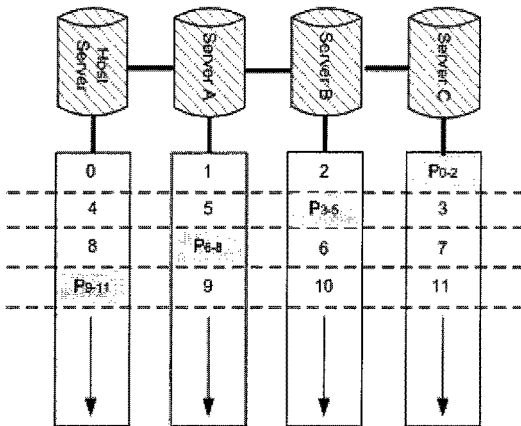 Host Server
Server A
Server B
Server C
0 1 2 P0-2
4 5 P3-5 3
8 P6-8 6 7
P9-11 9 10 11